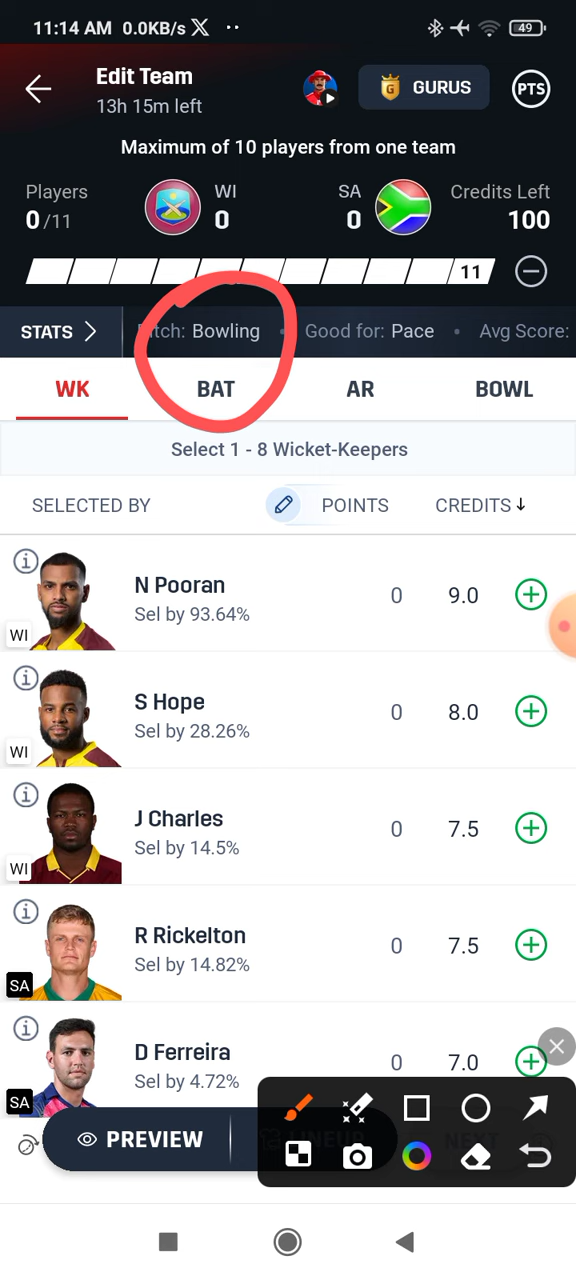 11:14 AM 0.0KB/s X ··
49
Edit Team
13h 15m left
G GURUS
PTS
Maximum of 10 players from one team
Players
0/11
WI
0
SA
0
Credits Left
100
11
STATS > Pitch: Bowling • Good for: Pace • Avg Score:
WK BAT AR BOWL
Select 1 - 8 Wicket-Keepers
SELECTED BY POINTS CREDITS ↓
N Pooran
Sel by 93.64%
0 9.0
WI
S Hope
Sel by 28.26%
0 8.0
WI
J Charles
Sel by 14.5%
0 7.5
WI
R Rickelton
Sel by 14.82%
0 7.5
SA
D Ferreira
Sel by 4.72%
0 7.0
SA
PREVIEW LINEUP NEXT